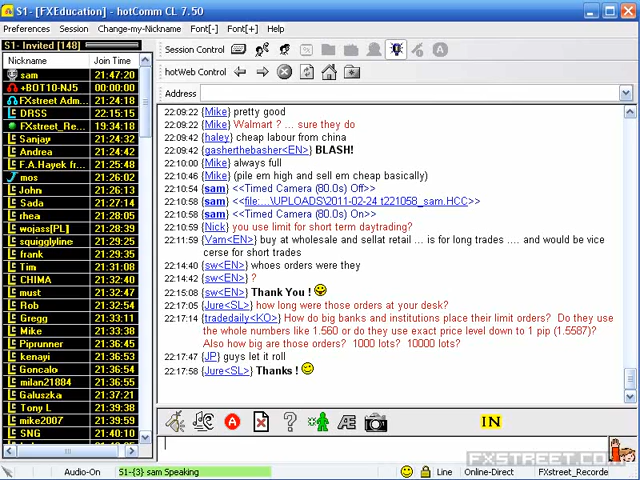 S1- [FXEducation] - hotComm CL 7.50
Preferences Session Change-my-Nickname Font[-] Font[+] Help
S1- Invited [148]
Session Control
Nickname Join Time
hotWeb Control
Address
sam 21:47:20
+BOT10-NJ5 00:00:00
FXstreet Adm... 21:24:18
DRSS 22:15:15
FXstreet_Re... 19:34:18
Sanjay 21:24:32
Andrea 21:24:42
F.A.Hayek fr... 21:25:48
mos 21:26:02
John 21:26:13
Sada 21:27:14
rhea 21:28:05
wojass[PL] 21:29:03
squigglyline 21:29:25
frank 21:29:35
Tim 21:31:08
CHIMA 21:32:40
must 21:32:47
Rob 21:32:54
Gregg 21:33:11
Mike 21:33:38
Piprunner 21:36:45
kenayi 21:36:53
Goncalo 21:36:54
milan21884 21:36:55
Galuszka 21:37:21
Tony L 21:39:38
mike2007 21:39:59
SNG 21:40:10
22:09:22 {Mike} pretty good
22:09:22 {Mike} Walmart ? ... sure they do
22:09:36 {haley} cheap labour from china
22:09:41 {gasherthebasher<EN>} BLASH!
22:10:00 {Mike} always full
22:10:00 {Mike} (pile em high and sell em cheap basically)
22:10:54 {sam} <<Timed Camera (80.0s) Off>>
22:10:58 {sam} <<file:...\UPLOADS\2011-02-24 t221058_sam.HCC>>
22:10:58 {sam} <<Timed Camera (80.0s) On>>
22:10:59 {Nick} you use limit for short term daytrading?
22:11:59 {Vam<EN>} buy at wholesale and sellat retail ... is for long trades .... and would be vice
cerse for short trades
22:14:40 {sw<EN>} whoes orders were they
22:14:42 {sw<EN>} ?
22:15:08 {sw<EN>} Thank You !
22:17:05 {Jure<SL>} how long were those orders at your desk?
22:17:14 {tradedaily<KO>} How do big banks and institutions place their limit orders? Do they use
the whole numbers like 1.560 or do they use exact price level down to 1 pip (1.5587)?
Also how big are those orders? 1000 lots? 10000 lots?
22:17:47 {JP} guys let it roll
22:17:58 {Jure<SL>} Thanks !
A ? Æ IN
FXSTREET.COM
Audio-On S1-{3} sam Speaking Line Online-Direct FXstreet_Recorde